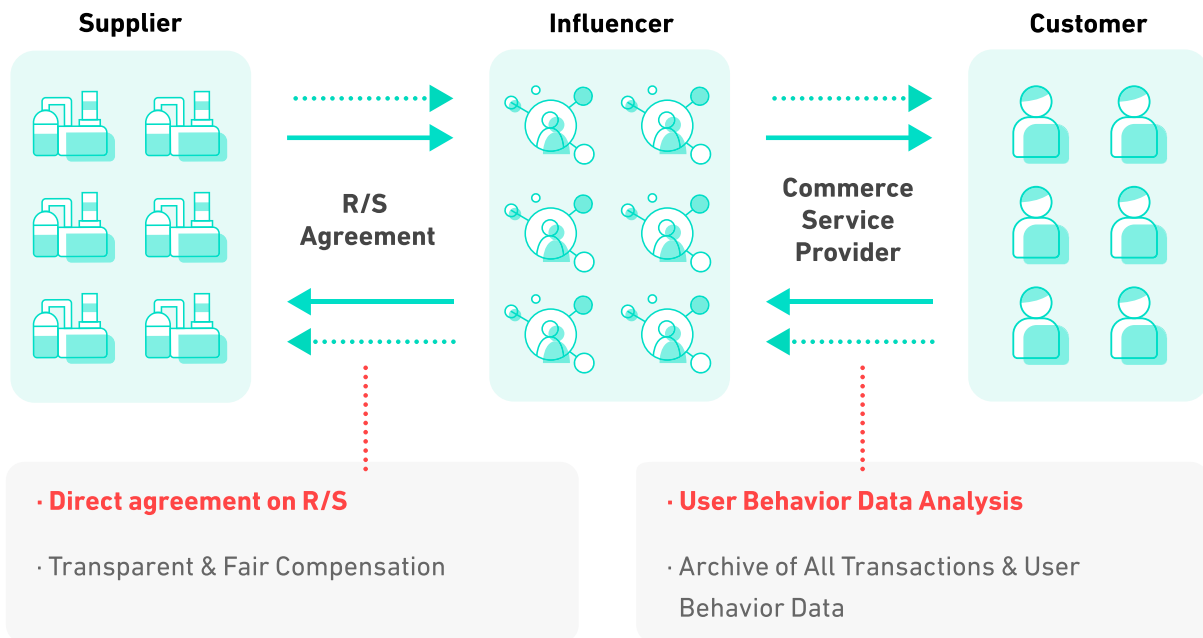 Supplier
Influencer
Customer
R/S
Agreement
Commerce
Service
Provider
· Direct agreement on R/S
· Transparent & Fair Compensation
· User Behavior Data Analysis
· Archive of All Transactions & User
Behavior Data